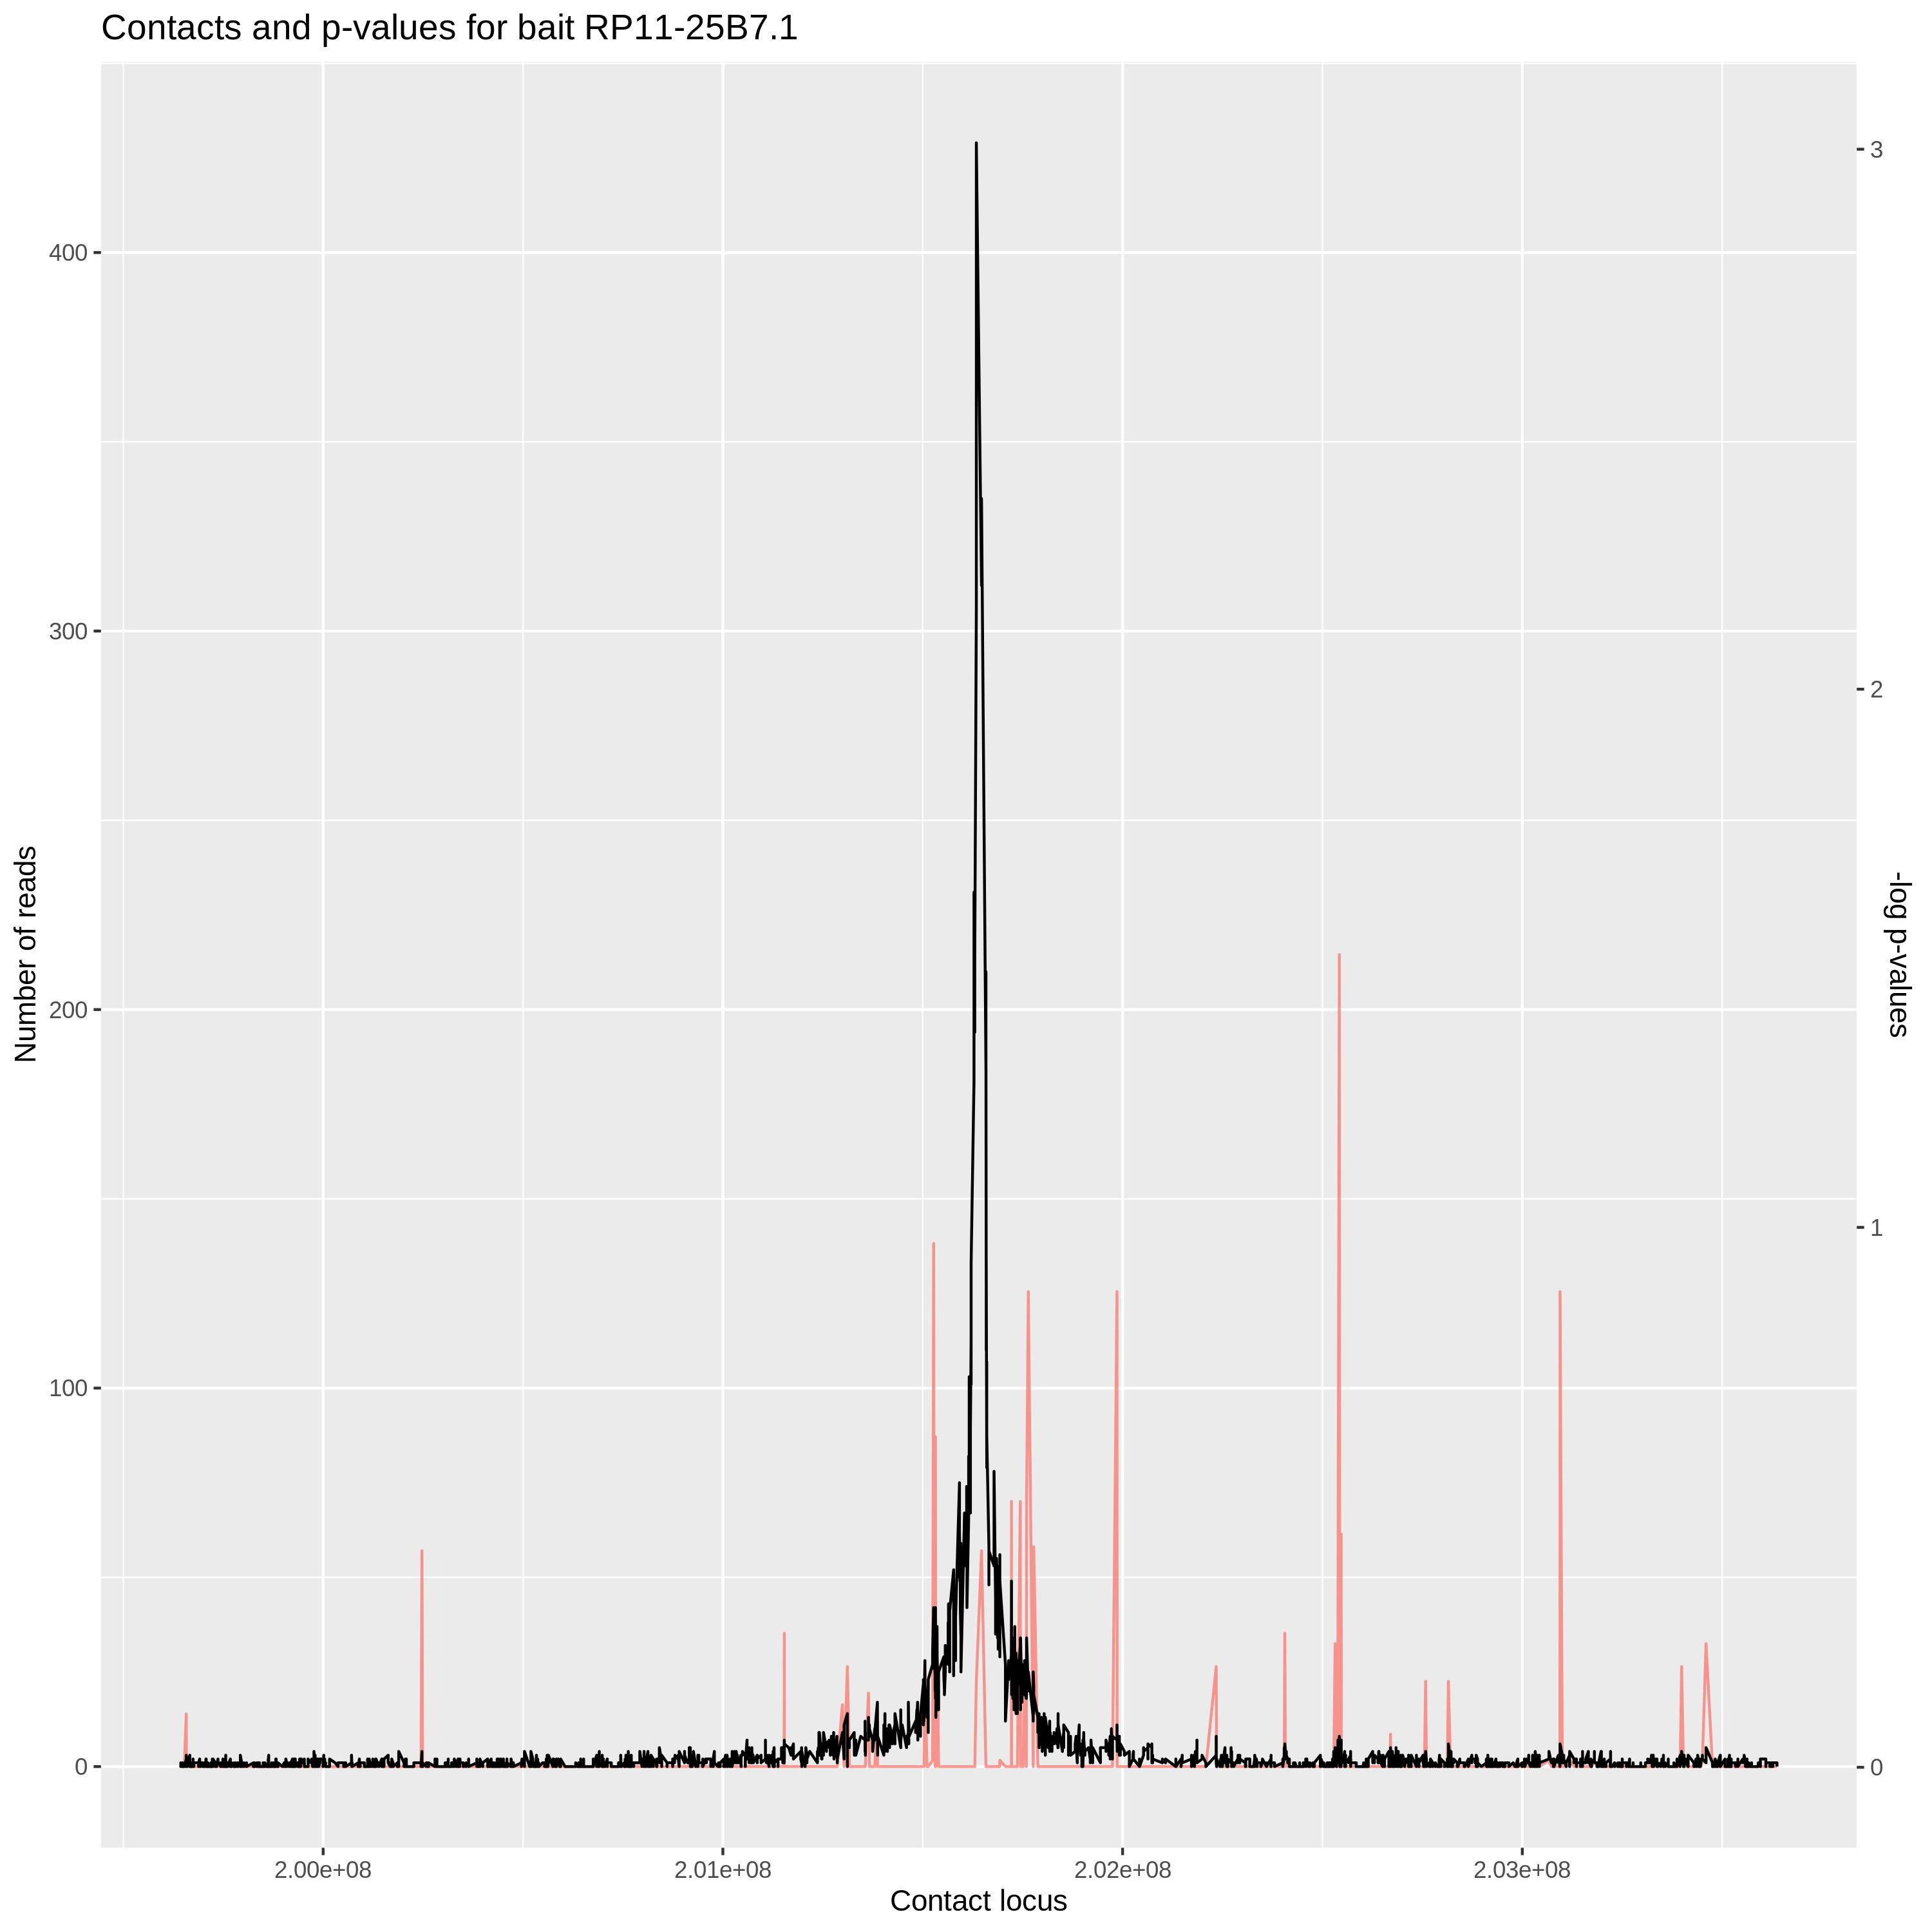 Contacts and p-values for bait RP11-25B7.1
400
300
200
100
0
3
2
1
0
Number of reads
-log p-values
2.00e+08 2.01e+08 2.02e+08 2.03e+08
Contact locus